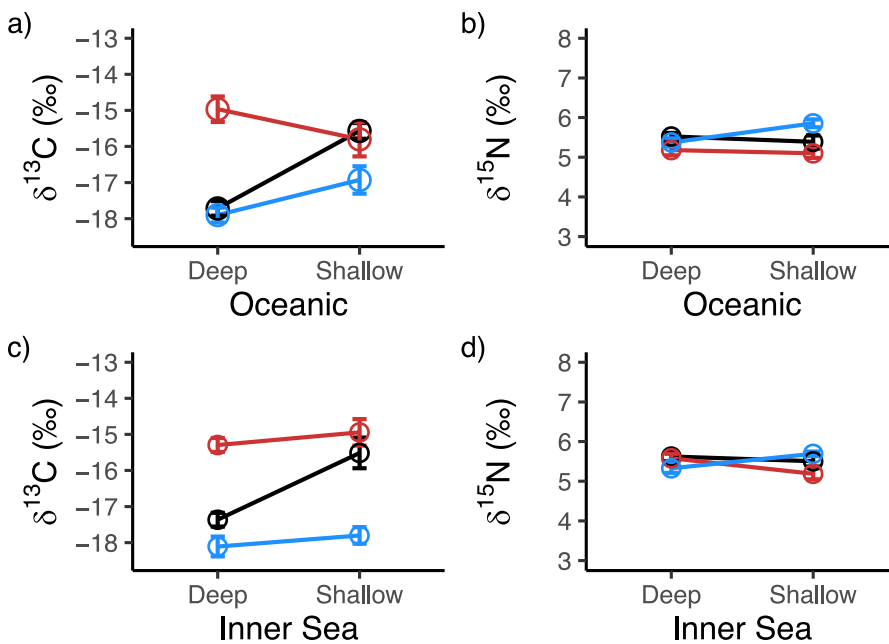 a)
−13
−14
−15
−16
−17
−18
δ¹³C (‰)
Deep Shallow
Oceanic
b)
8
7
6
5
4
3
δ¹⁵N (‰)
Deep Shallow
Oceanic
c)
−13
−14
−15
−16
−17
−18
δ¹³C (‰)
Deep Shallow
Inner Sea
d)
8
7
6
5
4
3
δ¹⁵N (‰)
Deep Shallow
Inner Sea